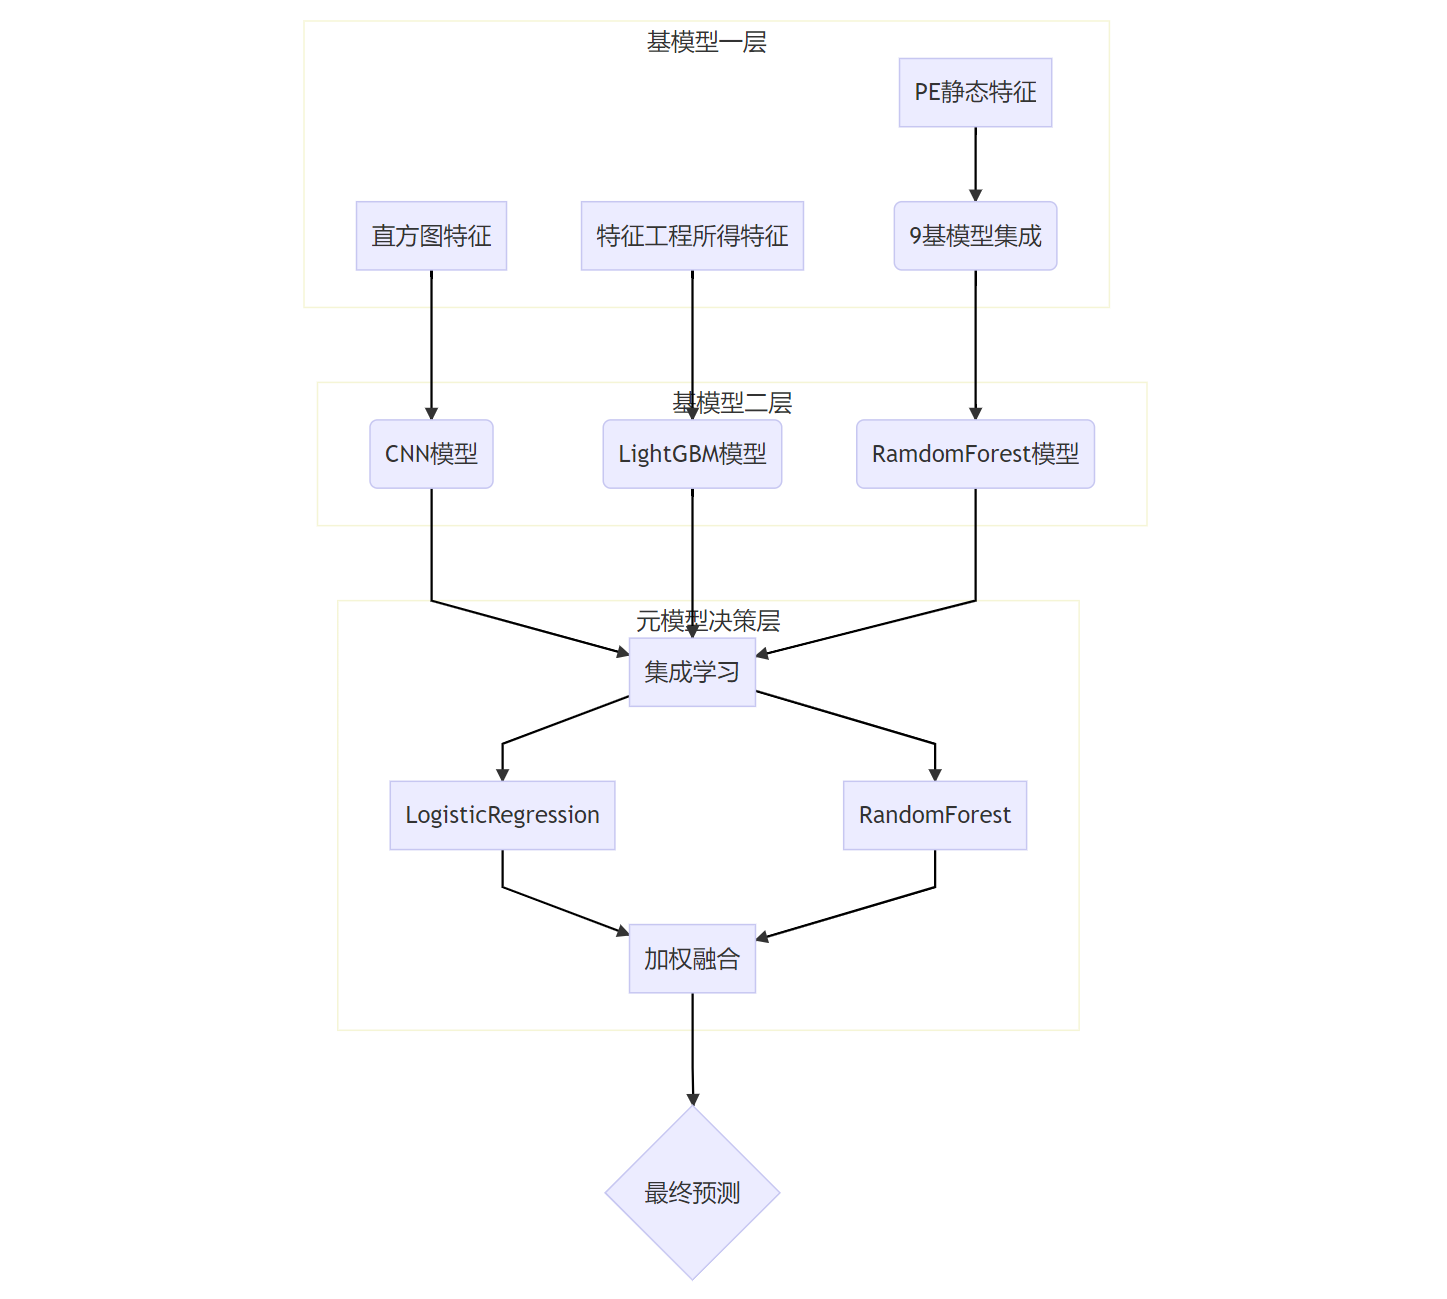 基模型一层
PE静态特征
直方图特征
特征工程所得特征
9基模型集成
基模型二层
CNN模型
LightGBM模型
RamdomForest模型
元模型决策层
集成学习
LogisticRegression
RandomForest
加权融合
最终预测